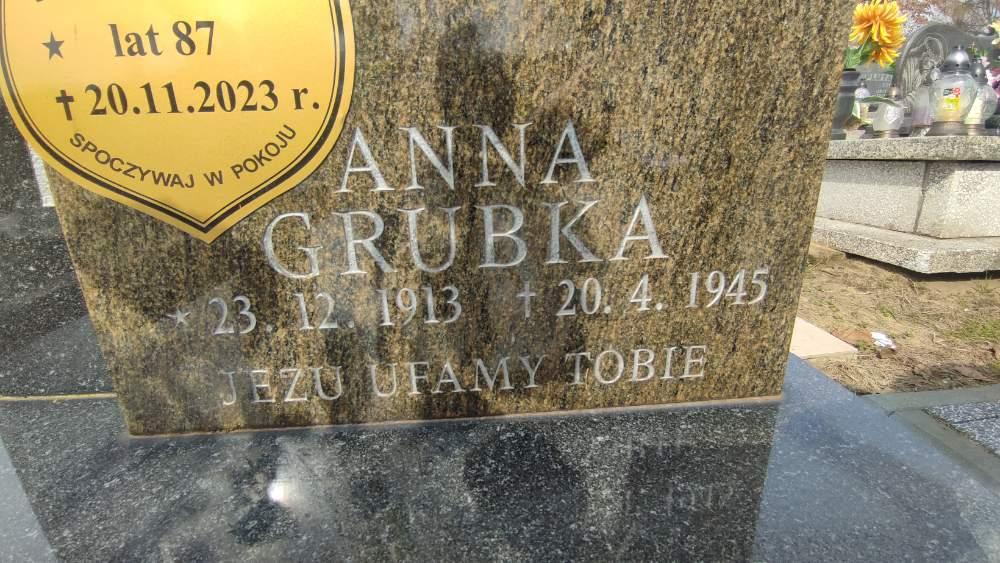 ★ lat 87
✝ 20.11.2023 r.
SPOCZYWAJ W POKOJU
ANNA
GRUBKA
★ 23. 12. 1913 ✝ 20. 4. 1945
JEZU UFAMY TOBIE